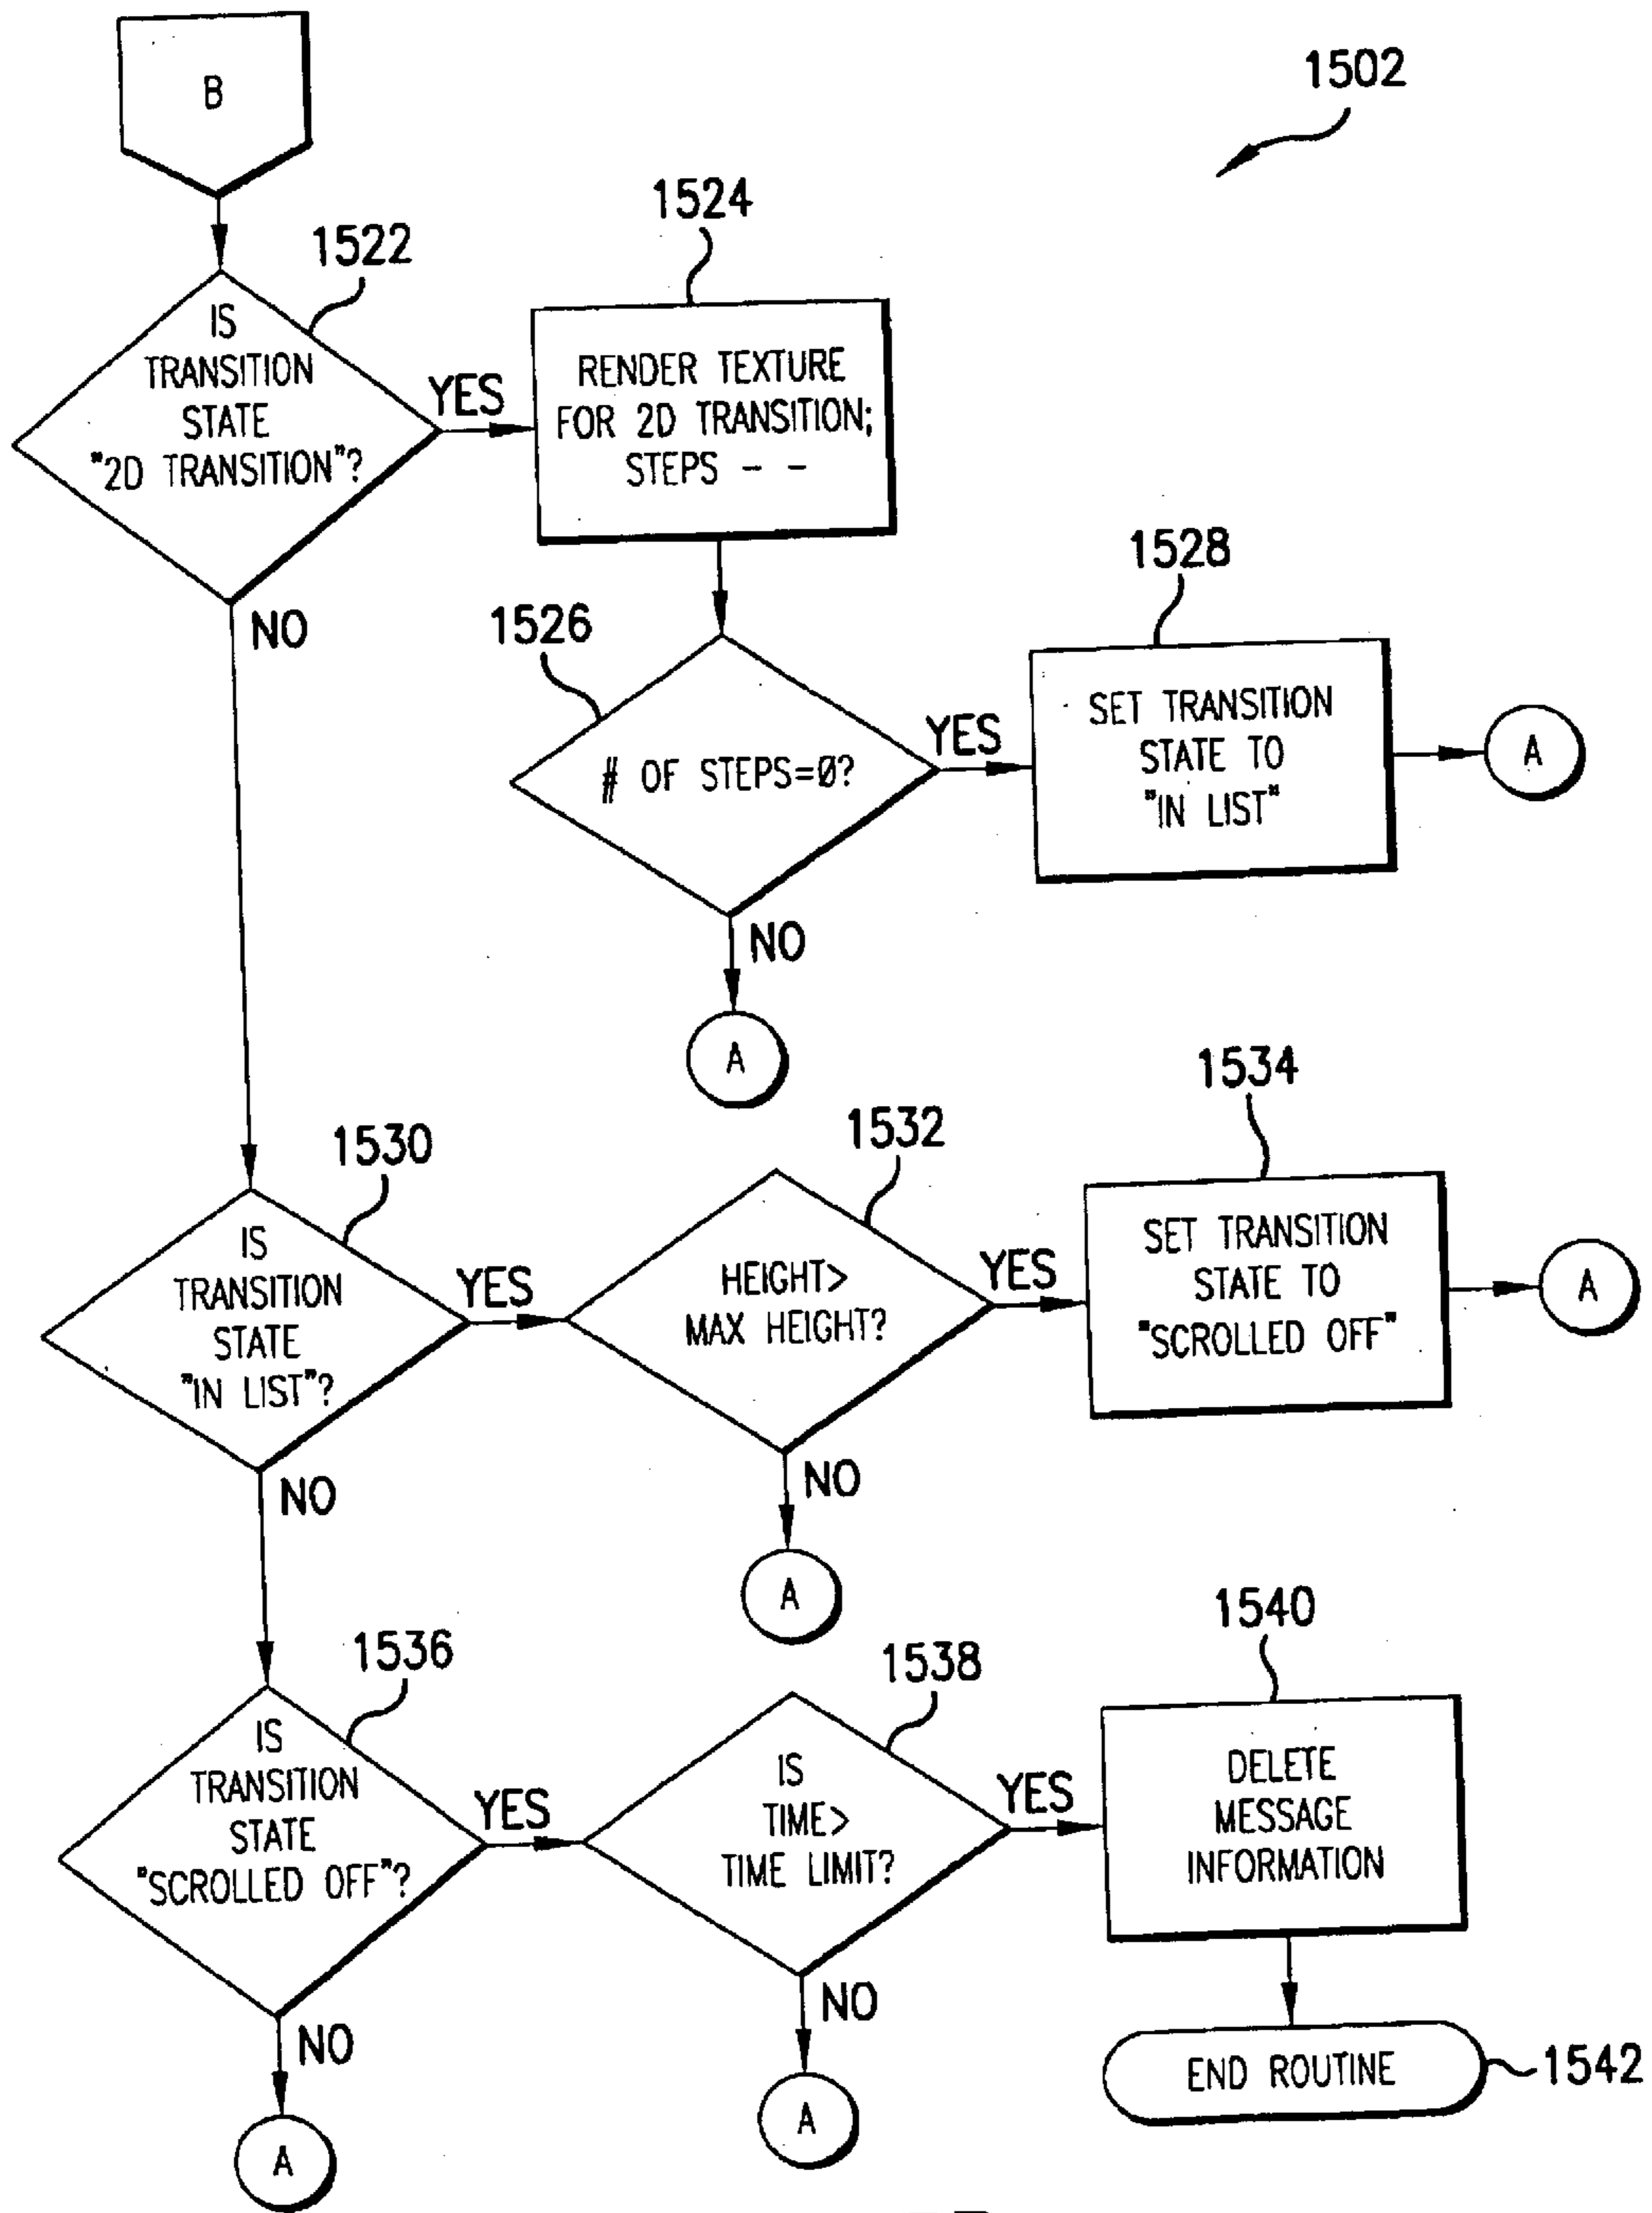 B
1502
1522
IS
TRANSITION
STATE
"2D TRANSITION"?
YES
NO
1524
RENDER TEXTURE
FOR 2D TRANSITION;
STEPS - -
1526
# OF STEPS=Ø?
YES
NO
A
1528
SET TRANSITION
STATE TO
"IN LIST"
A
1530
IS
TRANSITION
STATE
"IN LIST"?
YES
NO
1532
HEIGHT>
MAX HEIGHT?
YES
NO
A
1534
SET TRANSITION
STATE TO
"SCROLLED OFF"
A
1536
IS
TRANSITION
STATE
"SCROLLED OFF"?
YES
NO
A
1538
IS
TIME>
TIME LIMIT?
YES
NO
A
1540
DELETE
MESSAGE
INFORMATION
END ROUTINE
1542